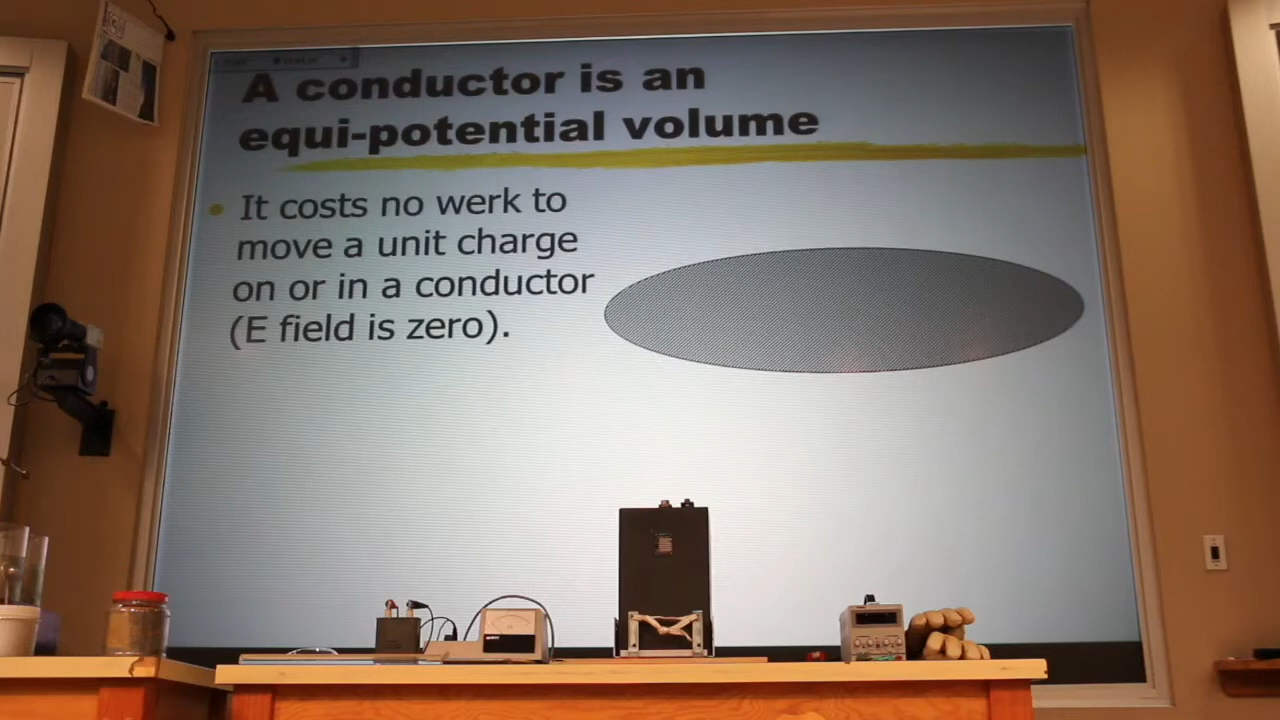 A conductor is an
equi-potential volume
It costs no werk to
move a unit charge
on or in a conductor
(E field is zero).